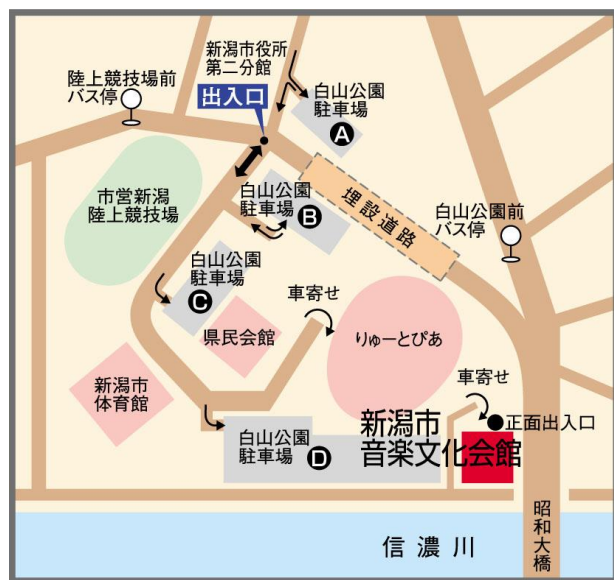 新潟市役所
第二分館
陸上競技場前
バス停
出入口
白山公園
駐車場
A
市営新潟
陸上競技場
白山公園
駐車場
B
埋設道路
白山公園前
バス停
白山公園
駐車場
C
車寄せ
県民会館
りゅーとぴあ
新潟市
体育館
車寄せ
正面出入口
白山公園
駐車場
D
新潟市
音楽文化会館
昭和大橋
信濃川